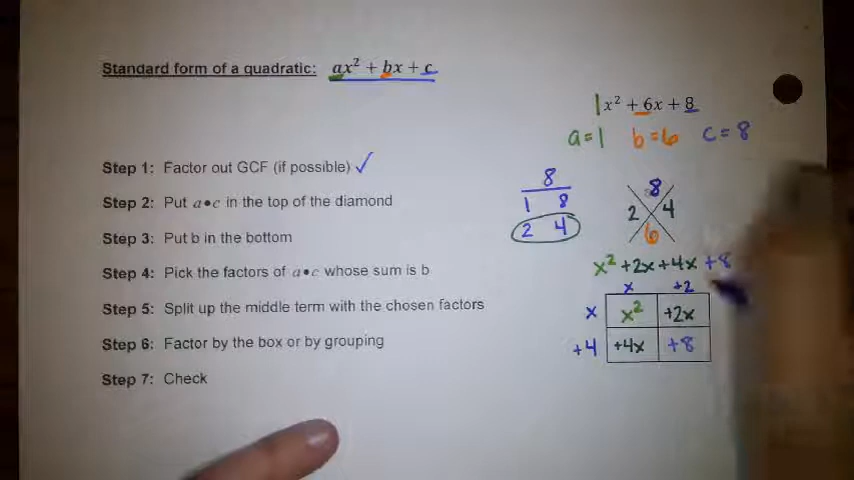 Standard form of a quadratic: ax² + bx + c
1x² + 6x + 8
a=1 b=6 c=8
Step 1: Factor out GCF (if possible) ✓
Step 2: Put a•c in the top of the diamond
Step 3: Put b in the bottom
Step 4: Pick the factors of a•c whose sum is b
Step 5: Split up the middle term with the chosen factors
Step 6: Factor by the box or by grouping
Step 7: Check
8
1 8
2 4
8
2 4
6
x² +2x +4x +8
x +2
x x² +2x
+4 +4x +8